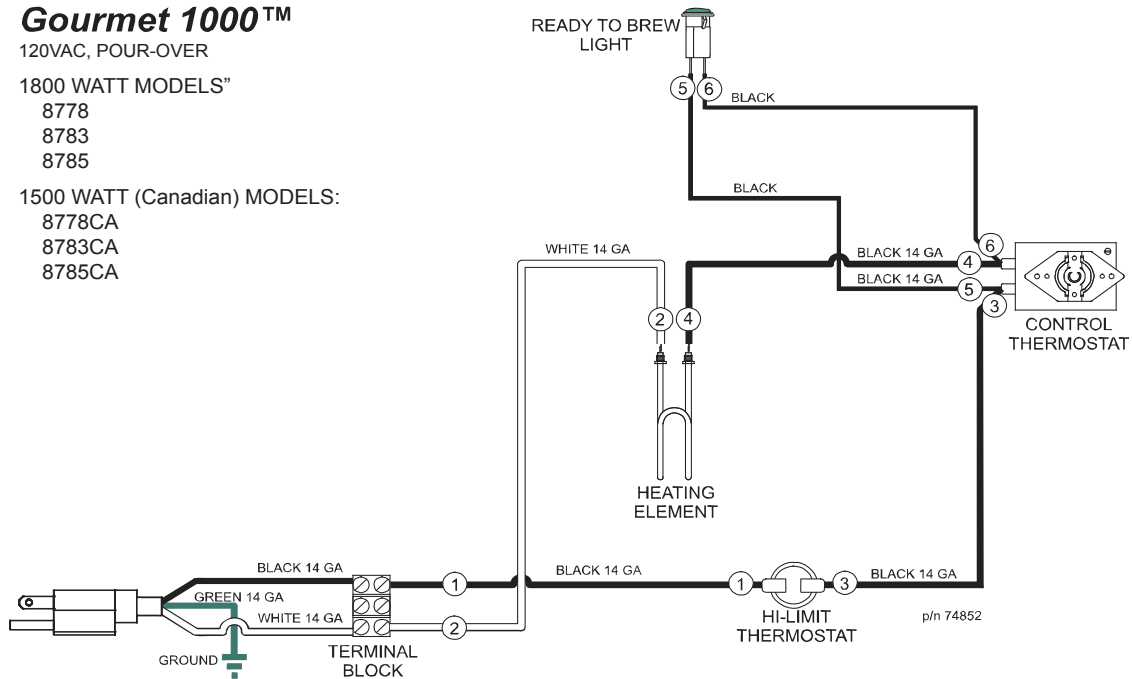 Gourmet 1000™
120VAC, POUR-OVER
1800 WATT MODELS”
8778
8783
8785
1500 WATT (Canadian) MODELS:
8778CA
8783CA
8785CA
READY TO BREW
LIGHT
5
6
BLACK
BLACK
WHITE 14 GA
BLACK 14 GA
4
6
BLACK 14 GA
5
3
CONTROL
THERMOSTAT
2
4
HEATING
ELEMENT
BLACK 14 GA
1
BLACK 14 GA
1
3
BLACK 14 GA
GREEN 14 GA
WHITE 14 GA
2
HI-LIMIT
THERMOSTAT
p/n 74852
GROUND
TERMINAL
BLOCK